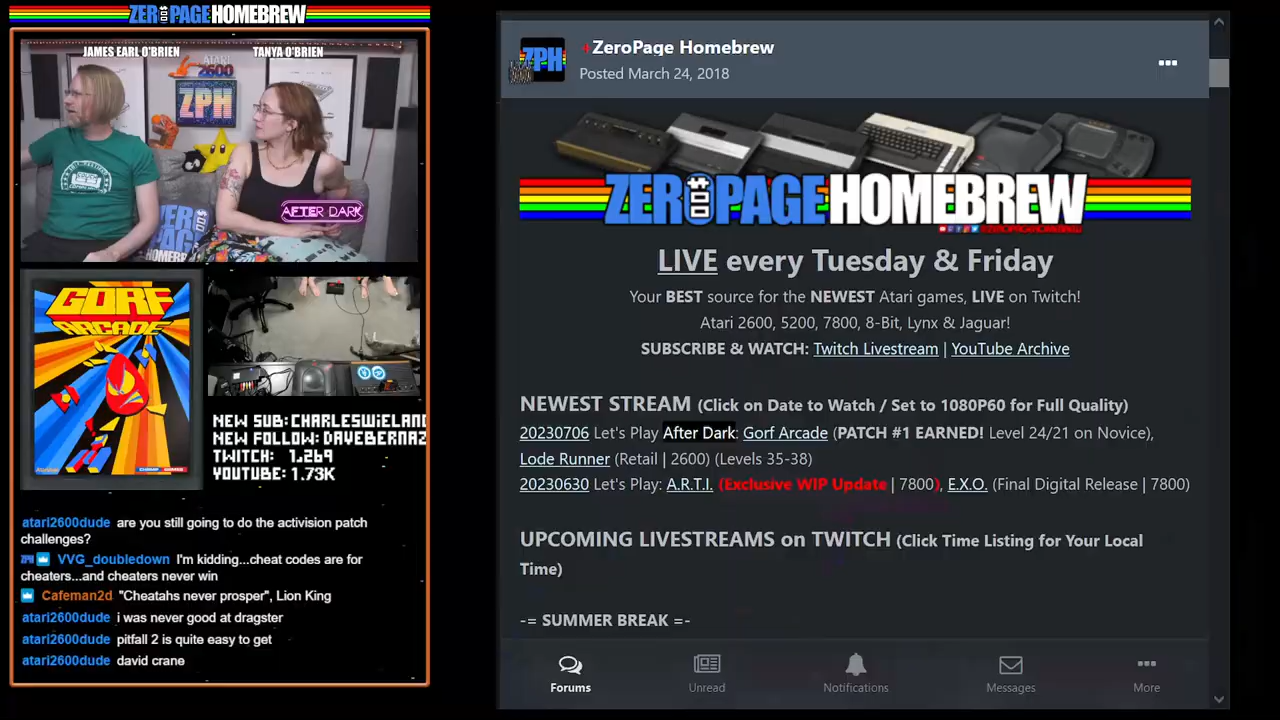 ZEROPAGEHOMEBREW
JAMES EARL O'BRIEN
TANYA O'BRIEN
ATARI
2600
ZPH
AFTER DARK
GORF
ARCADE
CHAMP GAMES
NEW SUB:CHARLESWIELAND
NEW FOLLOW:DAVEBERNAZ
TWITCH: 1,269
YOUTUBE: 1.73K
atari2600dude are you still going to do the activision patch
challenges?
VVG_doubledown I'm kidding...cheat codes are for
cheaters...and cheaters never win
Cafeman2d "Cheatahs never prosper", Lion King
atari2600dude i was never good at dragster
atari2600dude pitfall 2 is quite easy to get
atari2600dude david crane
ZPH
+ZeroPage Homebrew
Posted March 24, 2018
ZEROPAGEHOMEBREW
LIVE every Tuesday & Friday
Your BEST source for the NEWEST Atari games, LIVE on Twitch!
Atari 2600, 5200, 7800, 8-Bit, Lynx & Jaguar!
SUBSCRIBE & WATCH: Twitch Livestream | YouTube Archive
NEWEST STREAM (Click on Date to Watch / Set to 1080P60 for Full Quality)
20230706 Let's Play After Dark: Gorf Arcade (PATCH #1 EARNED! Level 24/21 on Novice),
Lode Runner (Retail | 2600) (Levels 35-38)
20230630 Let's Play: A.R.T.I. (Exclusive WIP Update | 7800), E.X.O. (Final Digital Release | 7800)
UPCOMING LIVESTREAMS on TWITCH (Click Time Listing for Your Local
Time)
-= SUMMER BREAK =-
Forums
Unread
Notifications
Messages
More